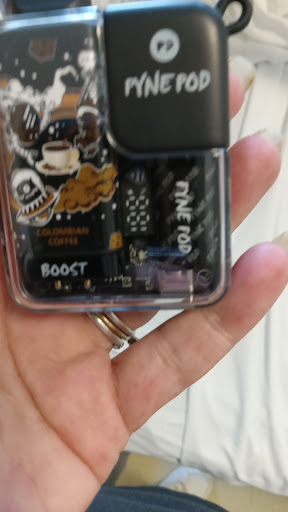 PYNE POD
COLOMBIAN
COFFEE
BOOST
PYNE POD